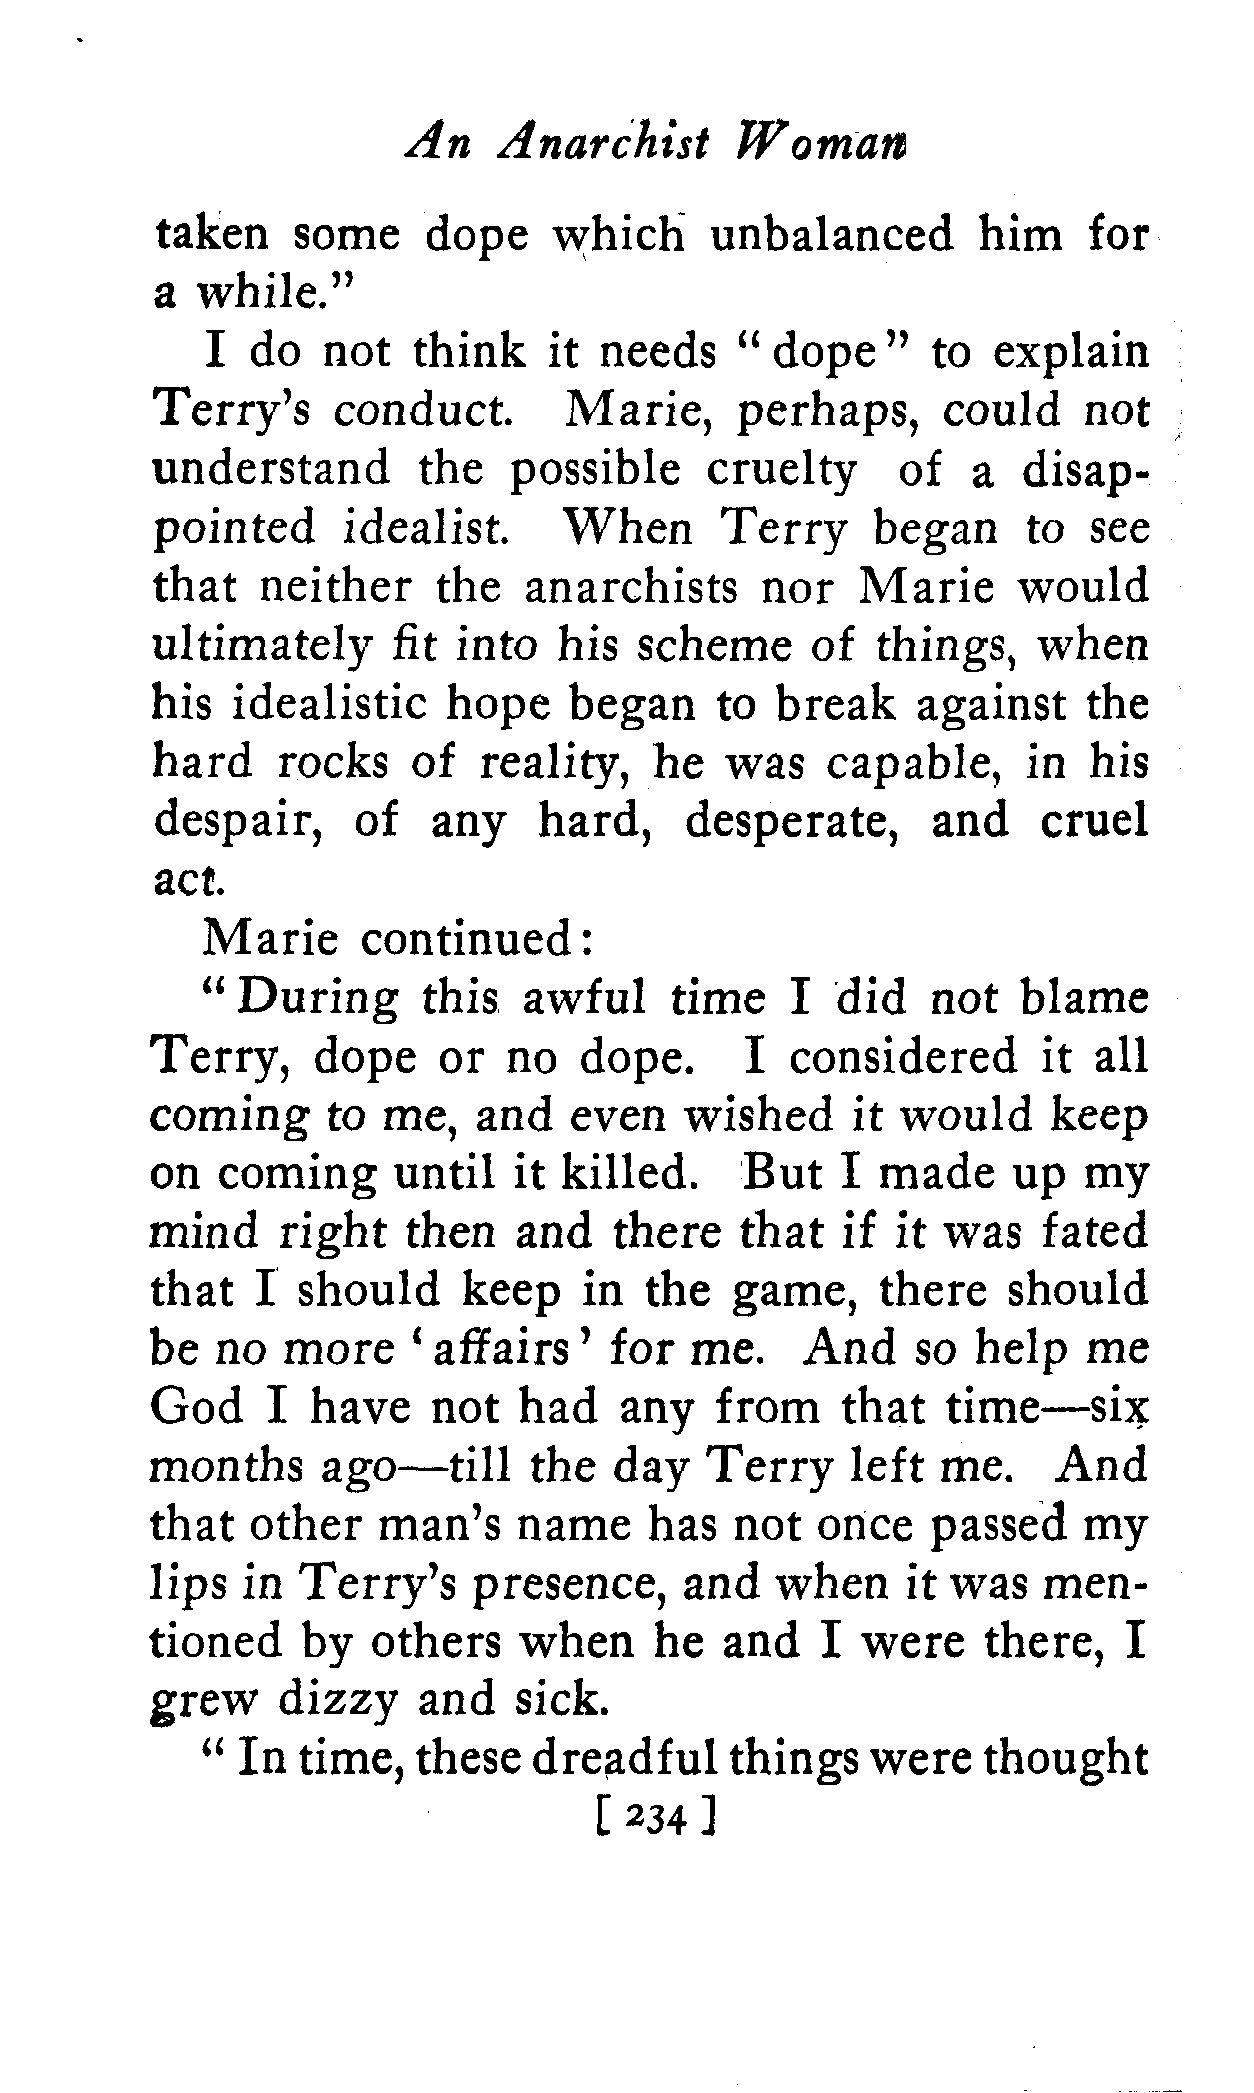 An Anarchist Woman
taken some dope which unbalanced him for
a while."
I do not think it needs "dope" to explain
Terry's conduct. Marie, perhaps, could not
understand the possible cruelty of a disap-
pointed idealist. When Terry began to see
that neither the anarchists nor Marie would
ultimately fit into his scheme of things, when
his idealistic hope began to break against the
hard rocks of reality, he was capable, in his
despair, of any hard, desperate, and cruel
act.
Marie continued:
"During this awful time I did not blame
Terry, dope or no dope. I considered it all
coming to me, and even wished it would keep
on coming until it killed. But I made up my
mind right then and there that if it was fated
that I should keep in the game, there should
be no more 'affairs' for me. And so help me
God I have not had any from that time—six
months ago—till the day Terry left me. And
that other man's name has not once passed my
lips in Terry's presence, and when it was men-
tioned by others when he and I were there, I
grew dizzy and sick.
"In time, these dreadful things were thought
[ 234 ]